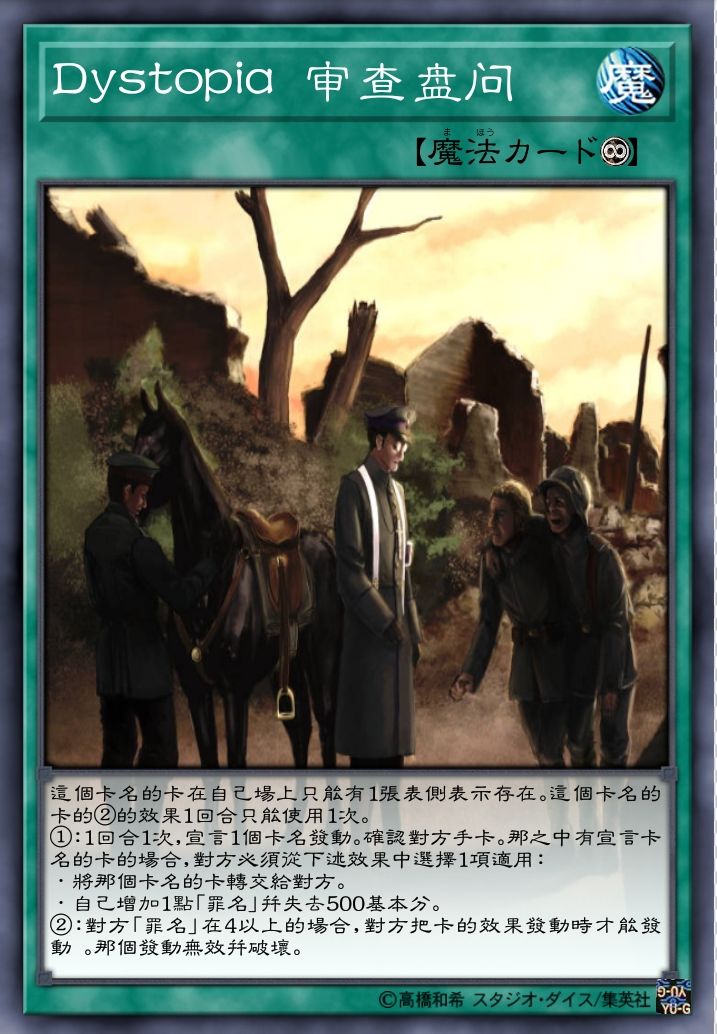 Dystopia 审查盘问
魔
ま ほう
【魔法カード♾】
這個卡名的卡在自己場上只能有1張表側表示存在。這個卡名的
卡的②的效果1回合只能使用1次。
①:1回合1次,宣言1個卡名發動。確認對方手卡。那之中有宣言卡
名的卡的場合,對方必須從下述效果中選擇1項適用:
·將那個卡名的卡轉交給對方。
·自己增加1點「罪名」幷失去500基本分。
②:對方「罪名」在4以上的場合,對方把卡的效果發動時才能發
動 。那個發動無效幷破壞。
©高橋和希 スタジオ·ダイス/集英社
YU-G
YU-G